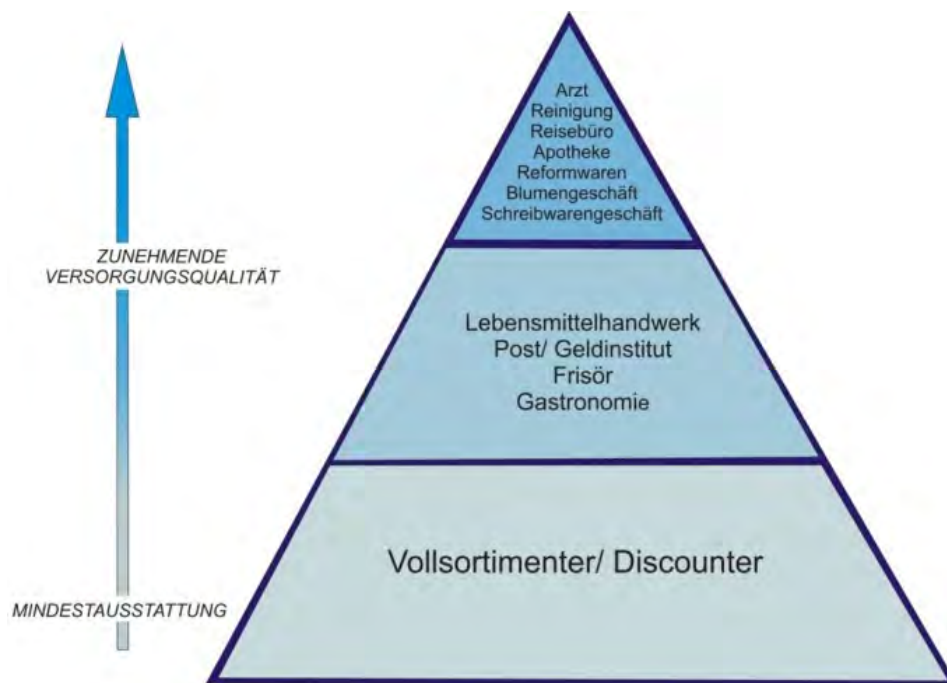 Arzt
Reinigung
Reisebüro
Apotheke
Reformwaren
Blumengeschäft
Schreibwarengeschäft
ZUNEHMENDE
VERSORGUNGSQUALITÄT
Lebensmittelhandwerk
Post/ Geldinstitut
Frisör
Gastronomie
Vollsortimenter/ Discounter
MINDESTAUSSTATTUNG